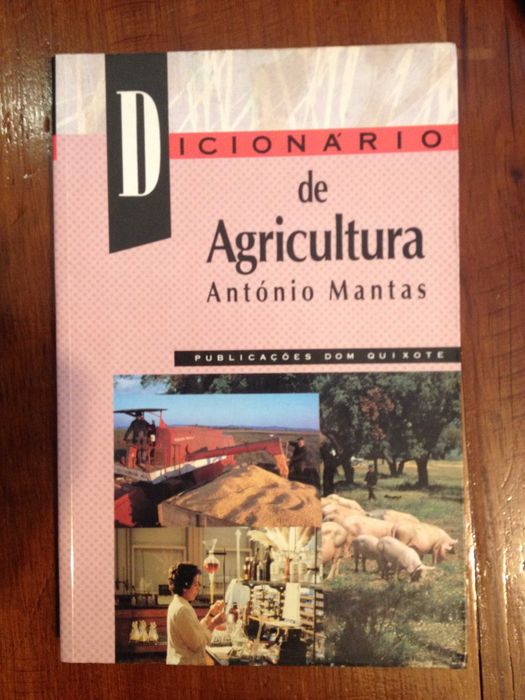 DICIONÁRIO
de
Agricultura
António Mantas
PUBLICAÇÕES DOM QUIXOTE